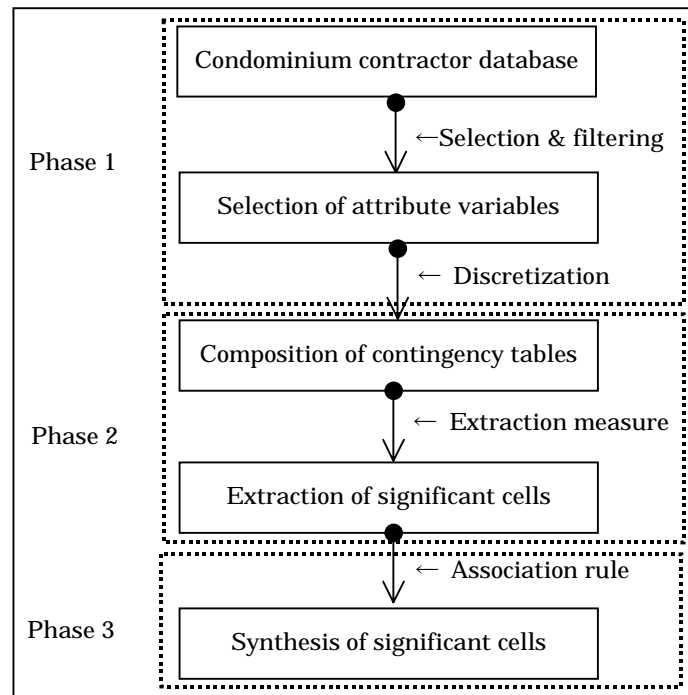 Condominium contractor database
←Selection & filtering
Phase 1
Selection of attribute variables
← Discretization
Composition of contingency tables
← Extraction measure
Phase 2
Extraction of significant cells
← Association rule
Phase 3
Synthesis of significant cells